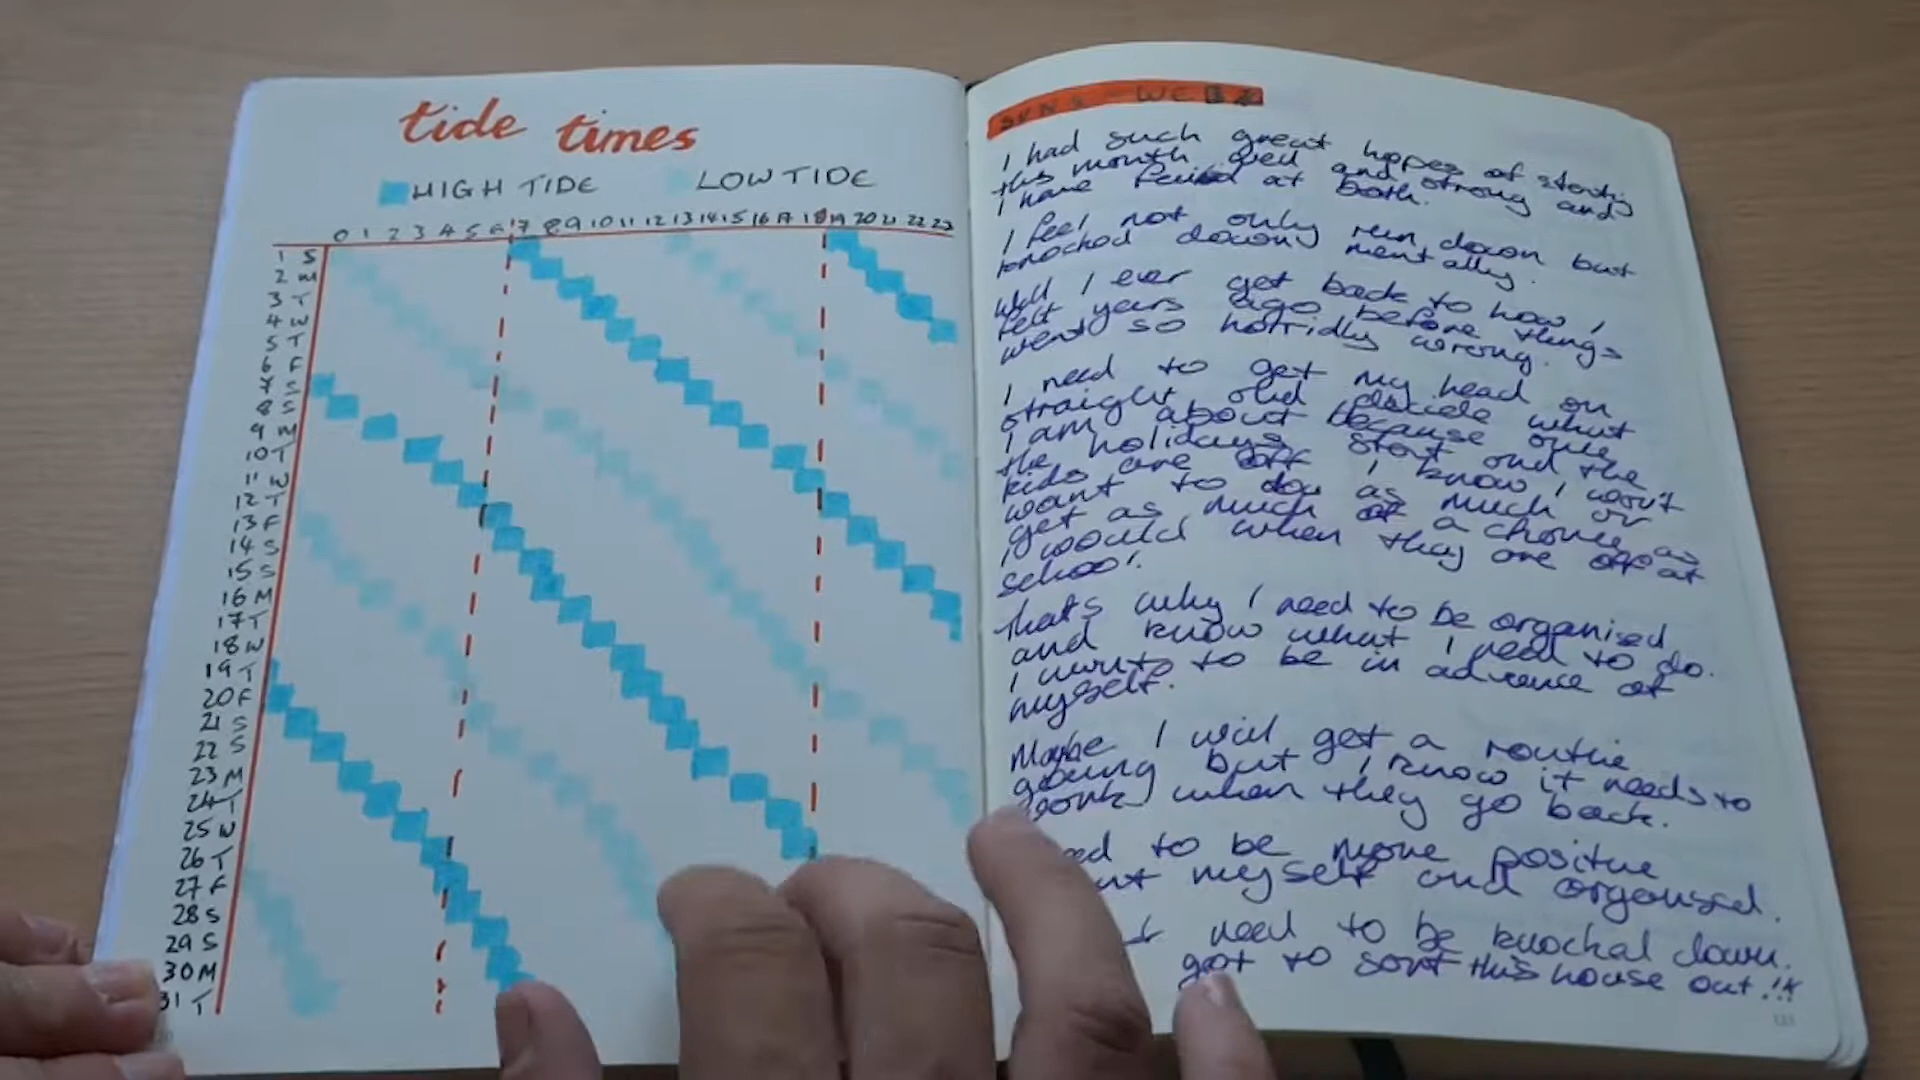 tide times
HIGH TIDE LOW TIDE
0 1 2 3 4 5 6 7 8 9 10 11 12 13 14 15 16 17 18 19 20 21 22 23
1 S
2 M
3 T
4 W
5 T
6 F
7 S
8 S
9 M
10 T
11 W
12 T
13 F
14 S
15 S
16 M
17 T
18 W
19 T
20 F
21 S
22 S
23 M
24 T
25 W
26 T
27 F
28 S
29 S
30 M
31 T
I had such great hopes of starting
this month well and strong and
I have failed at both.
I feel not only run down but
knocked down mentally.
Will I ever get back to how I
felt years ago before things
went so horridly wrong.
I need to get my head on
straight and decide what
I am about because once
the holidays start and the
kids are off I know I won't
want to do as much or
get as much of a chance as
I would when they are off at
school.
Thats why I need to be organised
and know what I need to do.
I want to be in advance of
myself.
Maybe I will get a routine
going but I know it needs to
work when they go back.
to be more positive
myself and organised.
need to be knocked down.
got to sort this house out!!